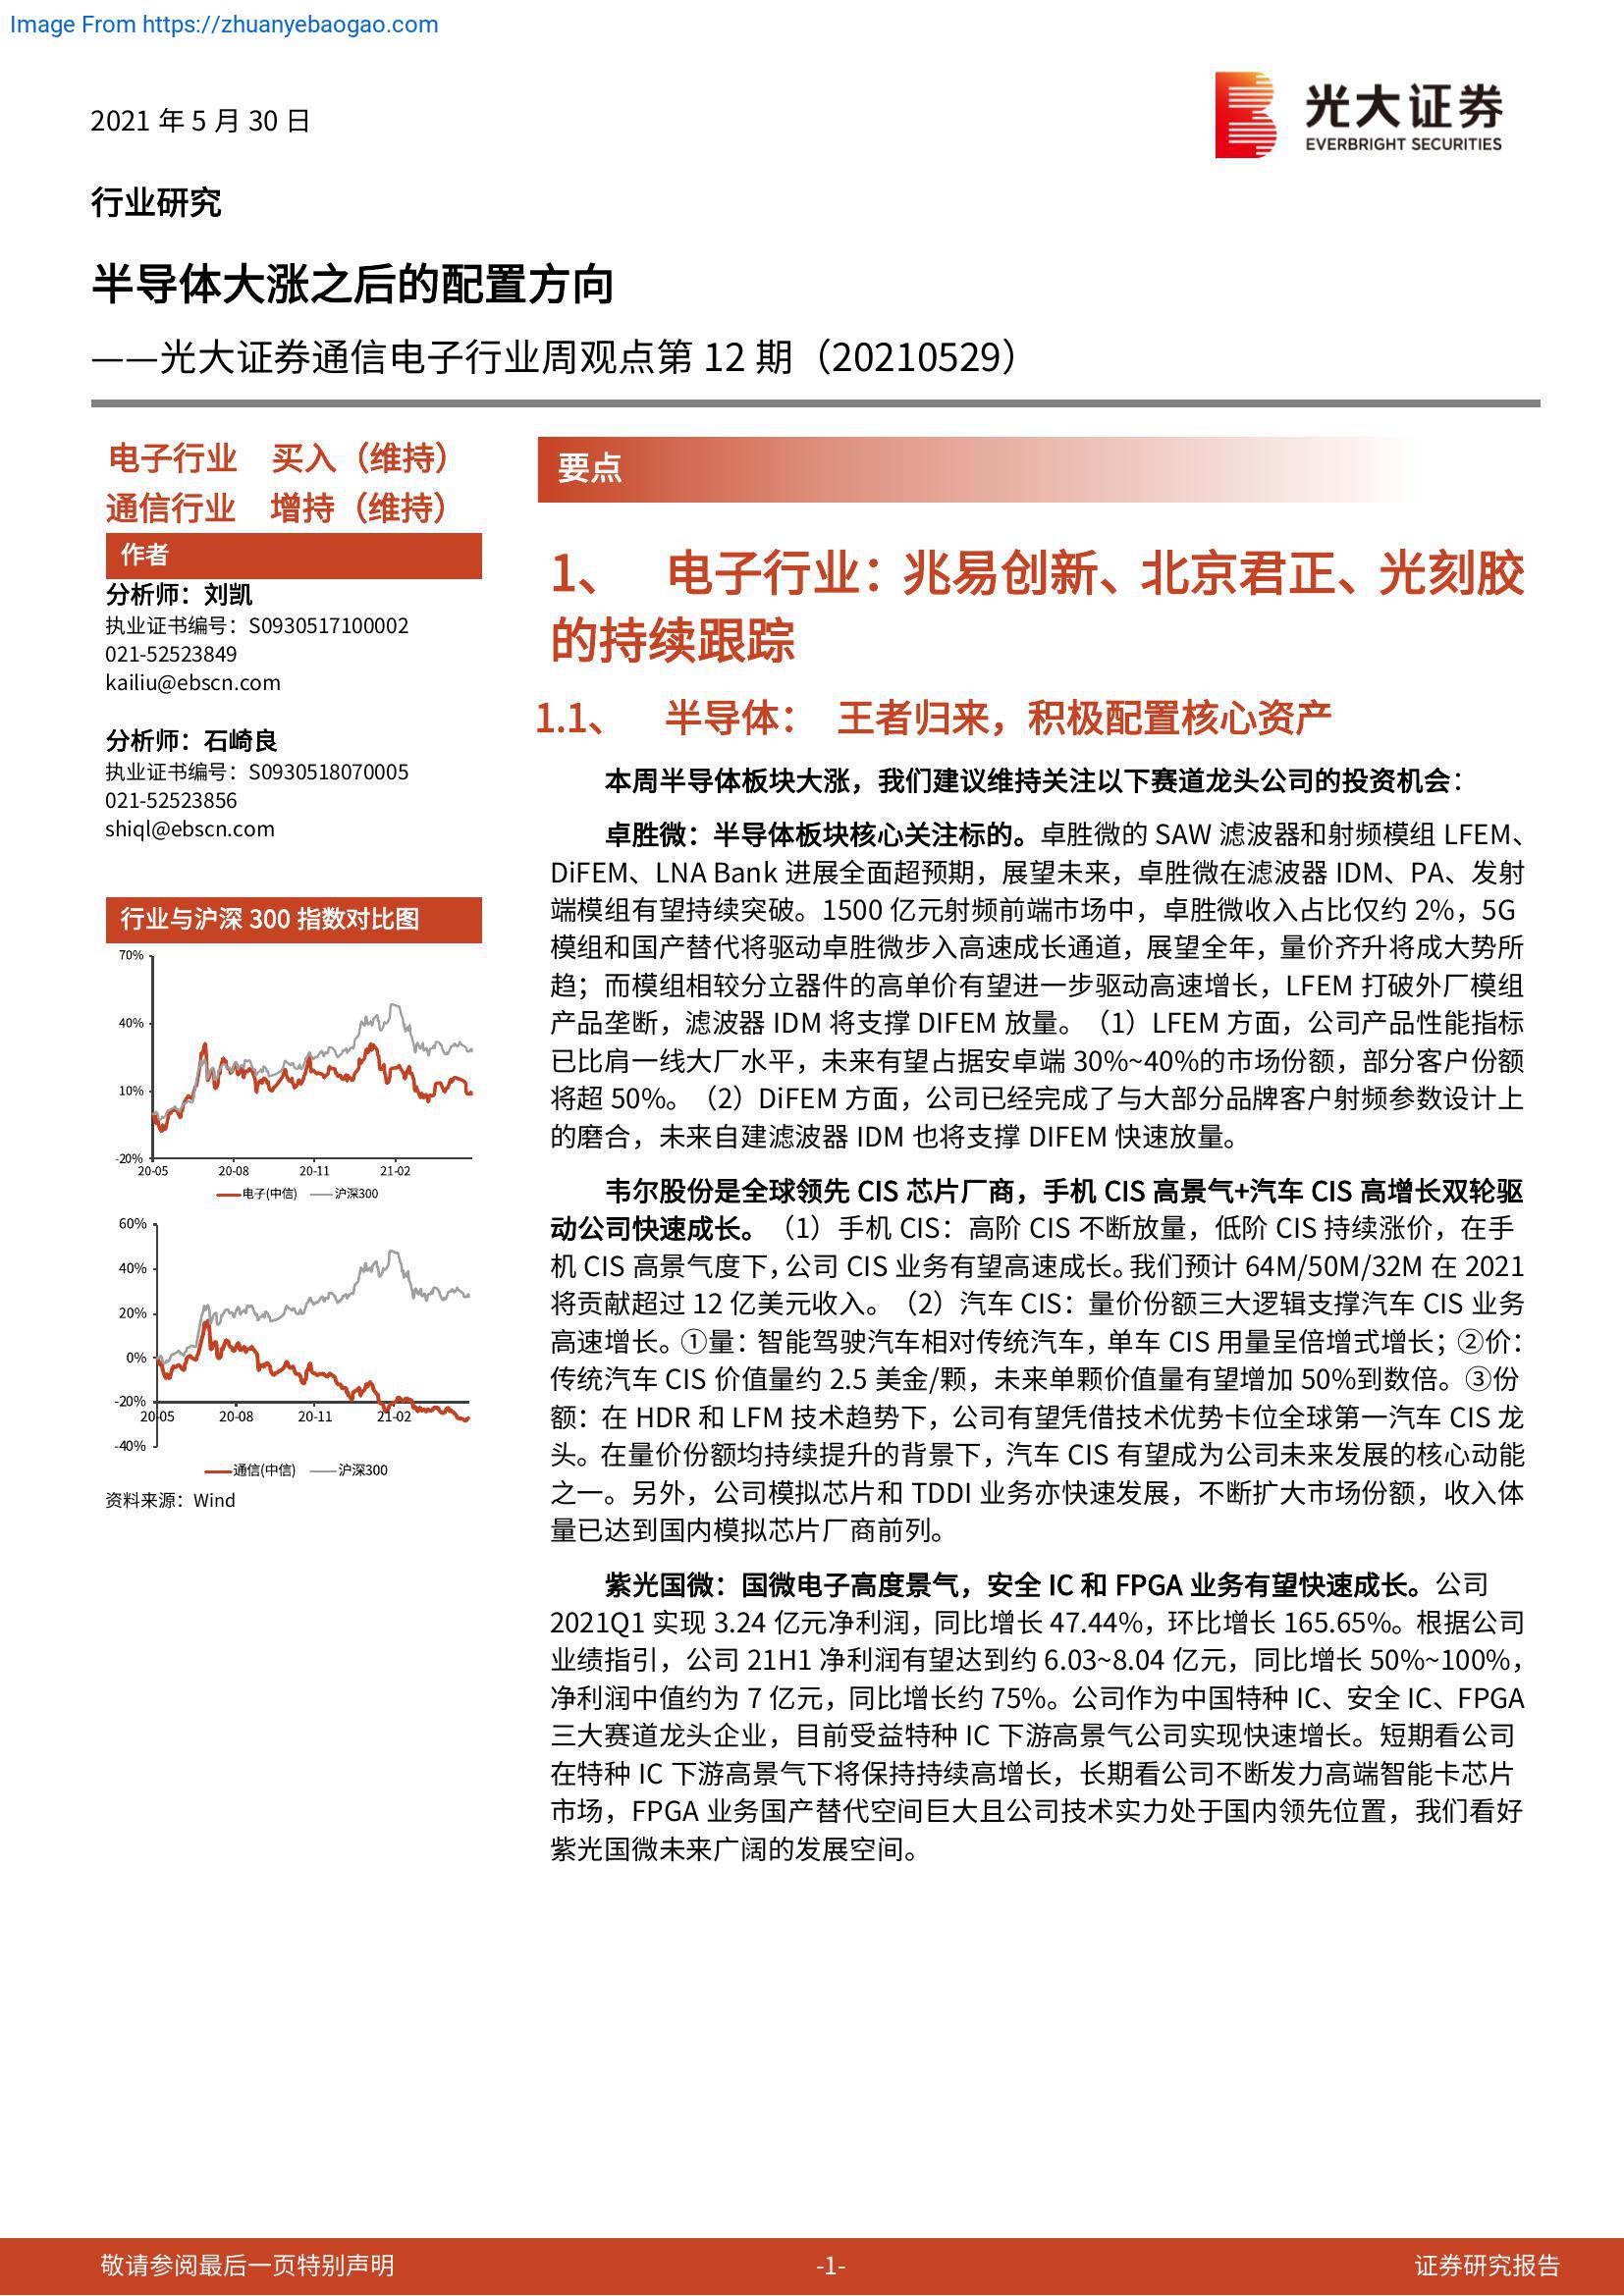 Image From https://zhuanyebaogao.com
2021 年 5 月 30 日
光大证券
EVERBRIGHT SECURITIES
行业研究
半导体大涨之后的配置方向
——光大证券通信电子行业周观点第 12 期（20210529）
电子行业 买入（维持）
通信行业 增持（维持）
作者
分析师：刘凯
执业证书编号：S0930517100002
021-52523849
kailiu@ebscn.com
分析师：石崎良
执业证书编号：S0930518070005
021-52523856
shiql@ebscn.com
行业与沪深 300 指数对比图
70%
40%
10%
-20%
20-05 20-08 20-11 21-02
电子(中信) 沪深300
60%
40%
20%
0%
-20%
20-05 20-08 20-11 21-02
-40%
通信(中信) 沪深300
资料来源：Wind
要点
1、 电子行业：兆易创新、北京君正、光刻胶
的持续跟踪
1.1、 半导体： 王者归来，积极配置核心资产
本周半导体板块大涨，我们建议维持关注以下赛道龙头公司的投资机会：
卓胜微：半导体板块核心关注标的。卓胜微的 SAW 滤波器和射频模组 LFEM、
DiFEM、LNA Bank 进展全面超预期，展望未来，卓胜微在滤波器 IDM、PA、发射
端模组有望持续突破。1500 亿元射频前端市场中，卓胜微收入占比仅约 2%，5G
模组和国产替代将驱动卓胜微步入高速成长通道，展望全年，量价齐升将成大势所
趋；而模组相较分立器件的高单价有望进一步驱动高速增长，LFEM 打破外厂模组
产品垄断，滤波器 IDM 将支撑 DIFEM 放量。（1）LFEM 方面，公司产品性能指标
已比肩一线大厂水平，未来有望占据安卓端 30%~40%的市场份额，部分客户份额
将超 50%。（2）DiFEM 方面，公司已经完成了与大部分品牌客户射频参数设计上
的磨合，未来自建滤波器 IDM 也将支撑 DIFEM 快速放量。
韦尔股份是全球领先 CIS 芯片厂商，手机 CIS 高景气+汽车 CIS 高增长双轮驱
动公司快速成长。（1）手机 CIS：高阶 CIS 不断放量，低阶 CIS 持续涨价，在手
机 CIS 高景气度下，公司 CIS 业务有望高速成长。我们预计 64M/50M/32M 在 2021
将贡献超过 12 亿美元收入。（2）汽车 CIS：量价份额三大逻辑支撑汽车 CIS 业务
高速增长。①量：智能驾驶汽车相对传统汽车，单车 CIS 用量呈倍增式增长；②价：
传统汽车 CIS 价值量约 2.5 美金/颗，未来单颗价值量有望增加 50%到数倍。③份
额：在 HDR 和 LFM 技术趋势下，公司有望凭借技术优势卡位全球第一汽车 CIS 龙
头。在量价份额均持续提升的背景下，汽车 CIS 有望成为公司未来发展的核心动能
之一。另外，公司模拟芯片和 TDDI 业务亦快速发展，不断扩大市场份额，收入体
量已达到国内模拟芯片厂商前列。
紫光国微：国微电子高度景气，安全 IC 和 FPGA 业务有望快速成长。公司
2021Q1 实现 3.24 亿元净利润，同比增长 47.44%，环比增长 165.65%。根据公司
业绩指引，公司 21H1 净利润有望达到约 6.03~8.04 亿元，同比增长 50%~100%，
净利润中值约为 7 亿元，同比增长约 75%。公司作为中国特种 IC、安全 IC、FPGA
三大赛道龙头企业，目前受益特种 IC 下游高景气公司实现快速增长。短期看公司
在特种 IC 下游高景气下将保持持续高增长，长期看公司不断发力高端智能卡芯片
市场，FPGA 业务国产替代空间巨大且公司技术实力处于国内领先位置，我们看好
紫光国微未来广阔的发展空间。
敬请参阅最后一页特别声明 -1- 证券研究报告